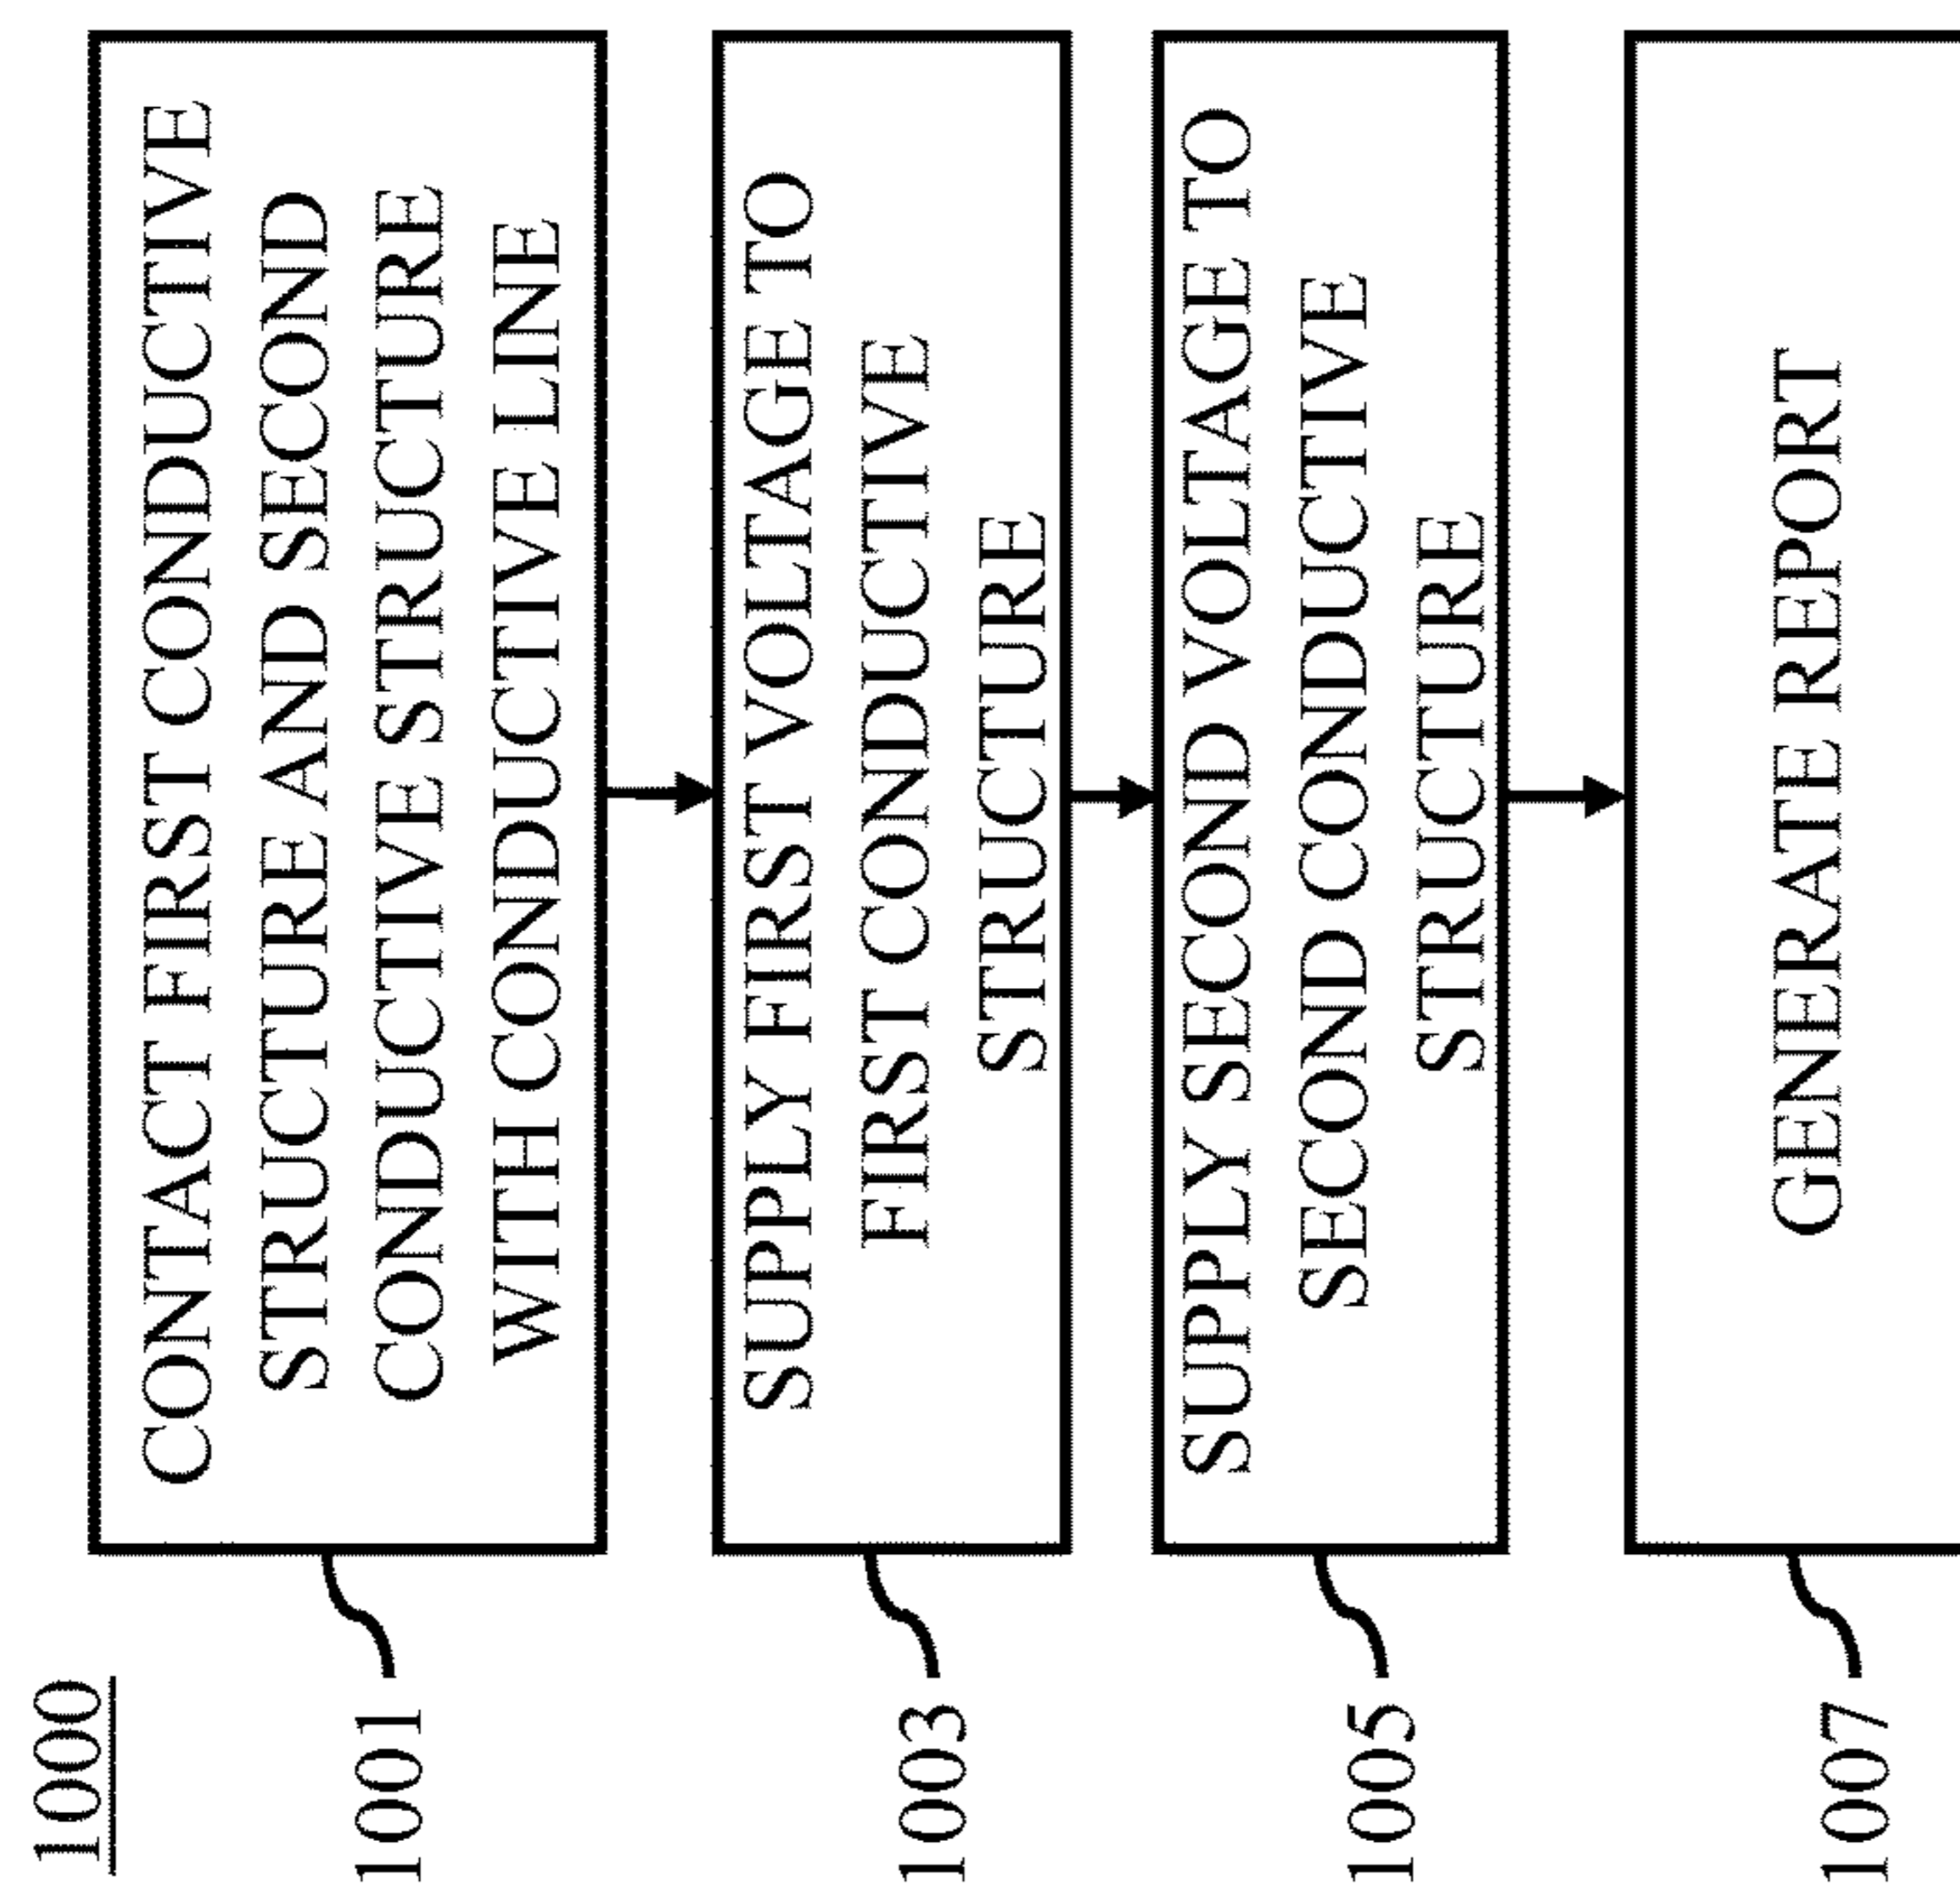 1000
1001
CONTACT FIRST CONDUCTIVE
STRUCTURE AND SECOND
CONDUCTIVE STRUCTURE
WITH CONDUCTIVE LINE
1003
SUPPLY FIRST VOLTAGE TO
FIRST CONDUCTIVE
STRUCTURE
1005
SUPPLY SECOND VOLTAGE TO
SECOND CONDUCTIVE
STRUCTURE
1007
GENERATE REPORT